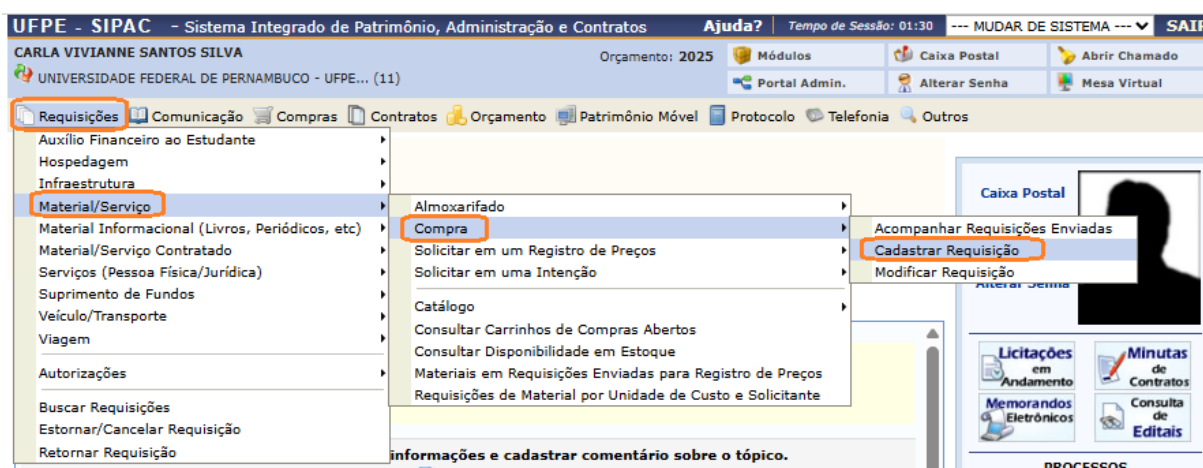 UFPE - SIPAC - Sistema Integrado de Patrimônio, Administração e Contratos Ajuda? Tempo de Sessão: 01:30 --- MUDAR DE SISTEMA --- SAIR
CARLA VIVIANNE SANTOS SILVA Orçamento: 2025 Módulos Caixa Postal Abrir Chamado
UNIVERSIDADE FEDERAL DE PERNAMBUCO - UFPE... (11) Portal Admin. Alterar Senha Mesa Virtual
Requisições Comunicação Compras Contratos Orçamento Patrimônio Móvel Protocolo Telefonia Outros
Auxílio Financeiro ao Estudante
Hospedagem
Infraestrutura
Material/Serviço
Material Informacional (Livros, Periódicos, etc)
Material/Serviço Contratado
Serviços (Pessoa Física/Jurídica)
Suprimento de Fundos
Veículo/Transporte
Viagem
Autorizações
Buscar Requisições
Estornar/Cancelar Requisição
Retornar Requisição
Almoxarifado
Compra
Solicitar em um Registro de Preços
Solicitar em uma Intenção
Catálogo
Consultar Carrinhos de Compras Abertos
Consultar Disponibilidade em Estoque
Materiais em Requisições Enviadas para Registro de Preços
Requisições de Material por Unidade de Custo e Solicitante
Acompanhar Requisições Enviadas
Cadastrar Requisição
Modificar Requisição
Caixa Postal
Alterar Senha
Licitações em Andamento
Minutas de Contratos
Memorandos Eletrônicos
Consulta de Editais
informações e cadastrar comentário sobre o tópico.
PROCESSOS